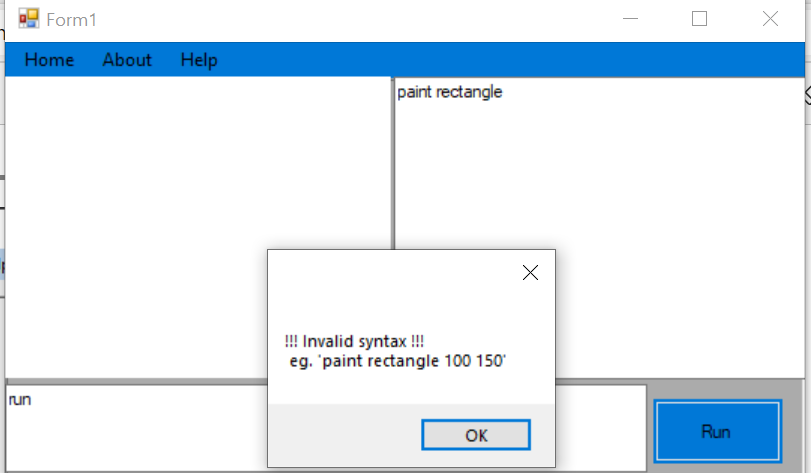 Form1
Home About Help
paint rectangle
!!! Invalid syntax !!!
eg. 'paint rectangle 100 150'
OK
run
Run